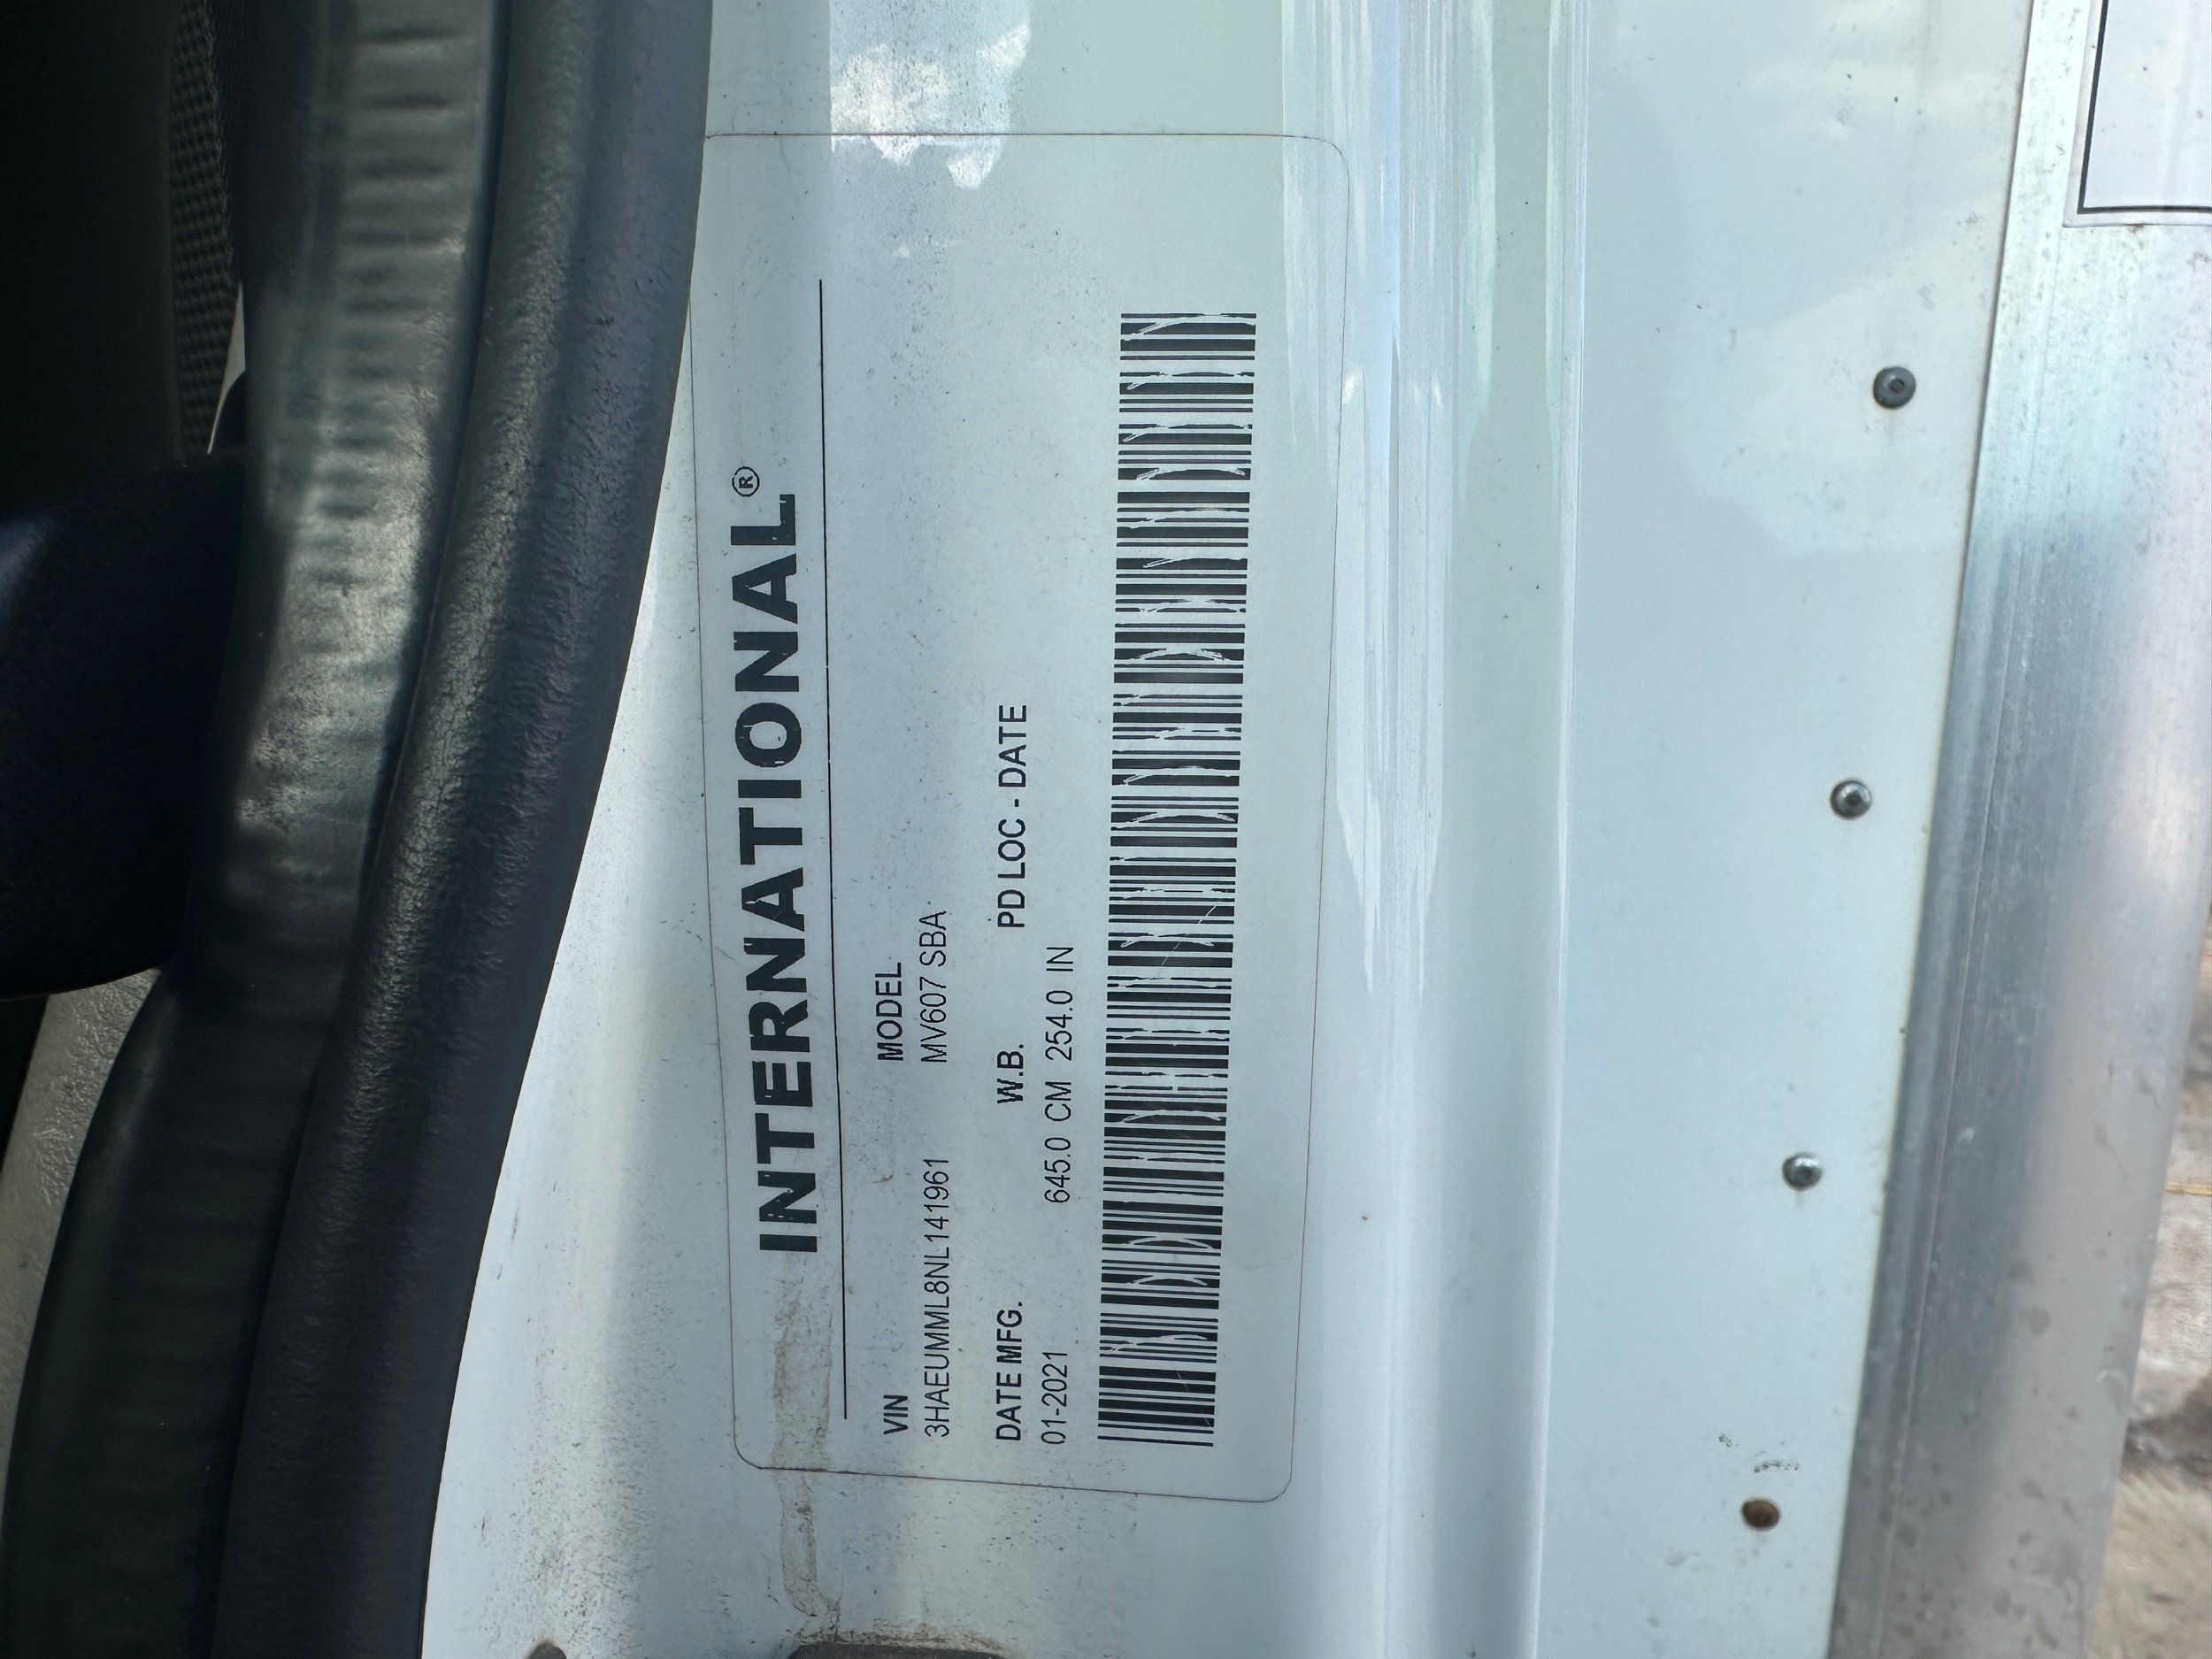 INTERNATIONAL®
VIN MODEL
3HAEUMML8NL141961 MV607 SBA
DATE MFG. W.B. PD LOC - DATE
01-2021 645.0 CM 254.0 IN